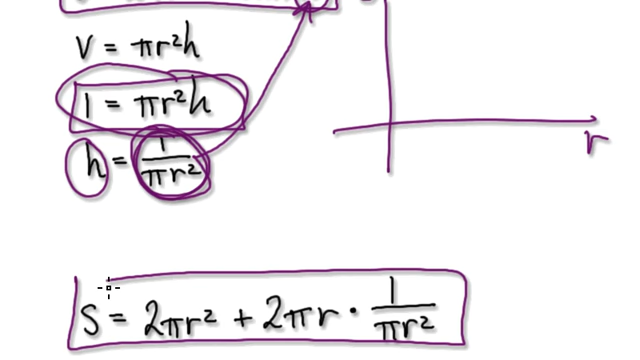 V = πr²h
1 = πr²h
h = 1/πr²
r
S = 2πr² + 2πr · 1/πr²